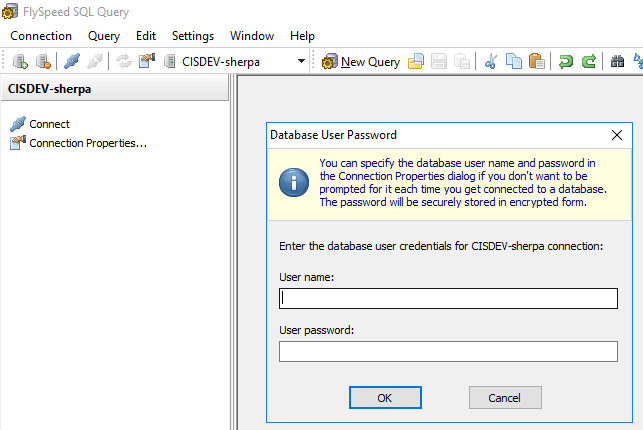 FlySpeed SQL Query
Connection Query Edit Settings Window Help
CISDEV-sherpa New Query
CISDEV-sherpa
Connect
Connection Properties...
Database User Password
You can specify the database user name and password in
the Connection Properties dialog if you don't want to be
prompted for it each time you get connected to a database.
The password will be securely stored in encrypted form.
Enter the database user credentials for CISDEV-sherpa connection:
User name:
User password:
OK Cancel